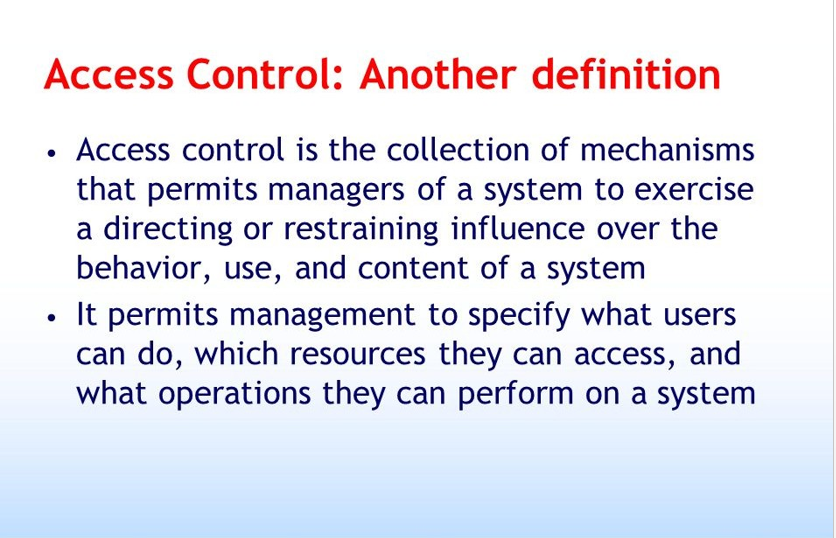 Access Control: Another definition
• Access control is the collection of mechanisms
that permits managers of a system to exercise
a directing or restraining influence over the
behavior, use, and content of a system
• It permits management to specify what users
can do, which resources they can access, and
what operations they can perform on a system